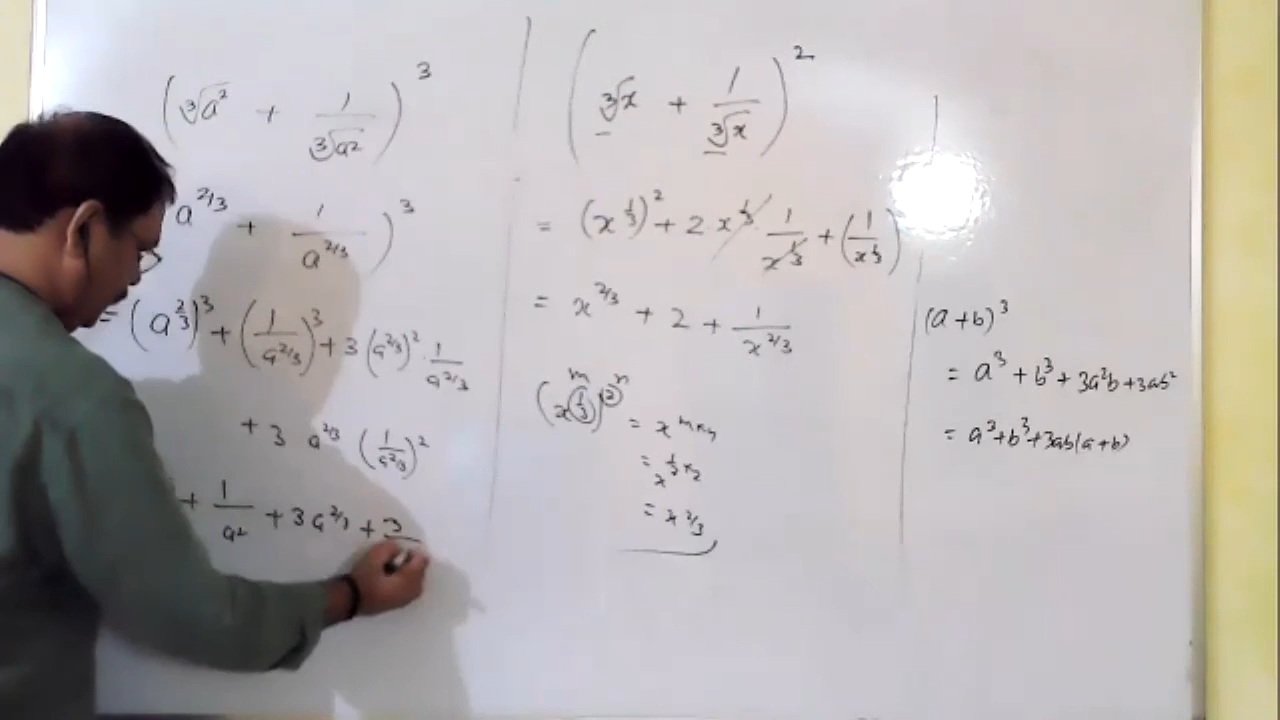 (∛a² + 1/∛a²)³
a^2/3 + 1/a^2/3)³
= (a^2/3)³ + (1/a^2/3)³ + 3(a^2/3)² · 1/a^2/3
+ 3 a^2/3 (1/a^2/3)²
+ 1/a² + 3a^2/3 + 3
(∛x + 1/∛x)²
= (x^1/3)² + 2 · x^1/3 · 1/x^1/3 + (1/x^1/3)
= x^2/3 + 2 + 1/x^2/3
(x^1/3)^2 m n = x^m×n
= x^1/3×2
= x^2/3
(a+b)³
= a³ + b³ + 3a²b + 3ab²
= a³+b³+3ab(a+b)